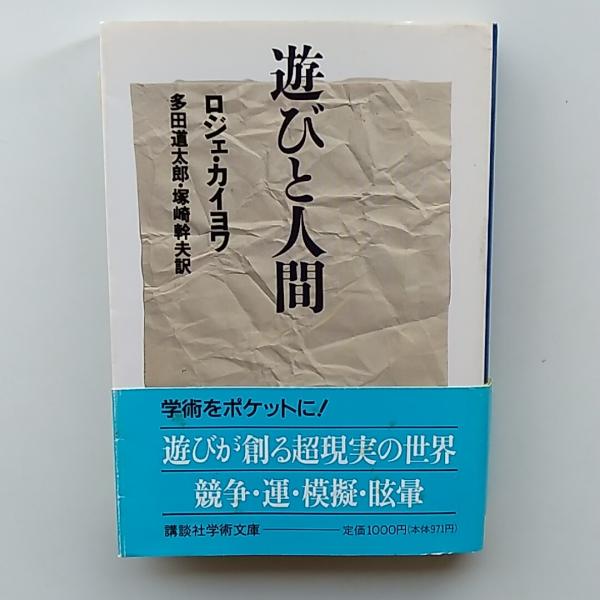 遊びと人間
ロジェ・カイヨワ
多田道太郎・塚崎幹夫訳
学術をポケットに!
遊びが創る超現実の世界
競争・運・模擬・眩暈
講談社学術文庫 定価1000円(本体971円)